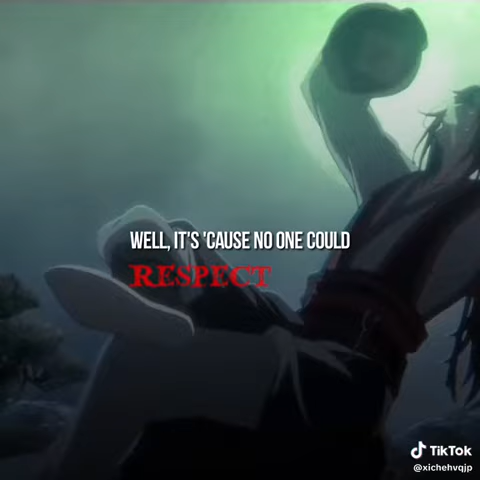 WELL, IT'S 'CAUSE NO ONE COULD
RESPECT
TikTok
@xichehvqjp